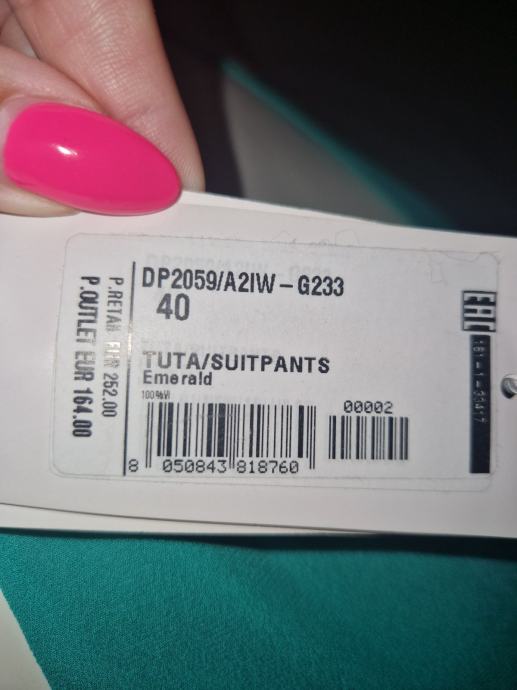 DP2059/A2IW-G233
40
TUTA/SUITPANTS
Emerald
100%VI
00002
8 050843 818760
P.RETAIL EUR 252.00
P.OUTLET EUR 164.00
EAC